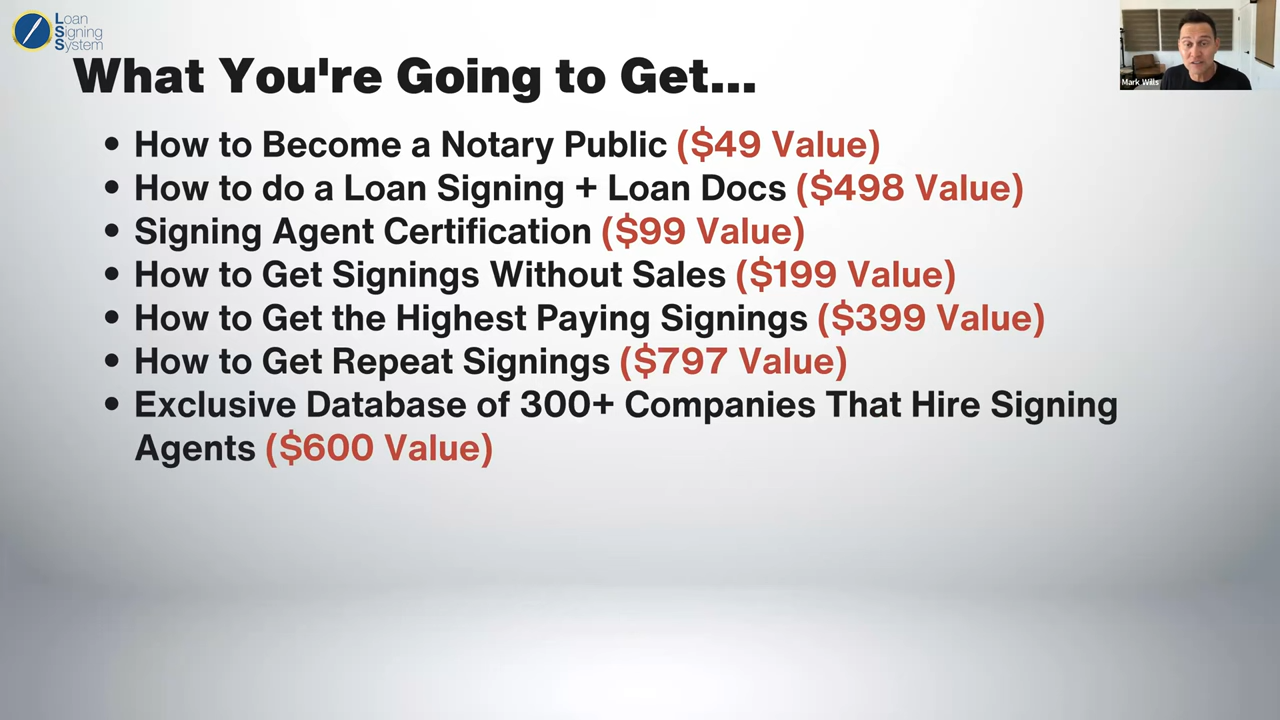 Loan
Signing
System
Mark Wills
What You're Going to Get...
• How to Become a Notary Public ($49 Value)
• How to do a Loan Signing + Loan Docs ($498 Value)
• Signing Agent Certification ($99 Value)
• How to Get Signings Without Sales ($199 Value)
• How to Get the Highest Paying Signings ($399 Value)
• How to Get Repeat Signings ($797 Value)
• Exclusive Database of 300+ Companies That Hire Signing
Agents ($600 Value)